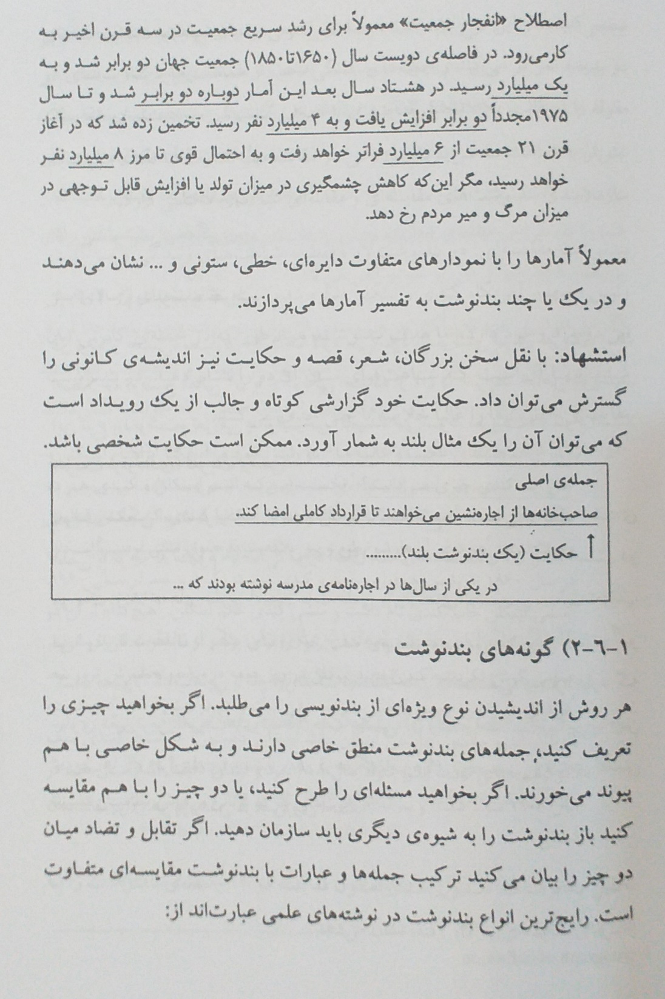 اصطلاح «انفجار جمعیت» معمولاً برای رشد سریع جمعیت در سه قرن اخیر به
کارمی‌رود. در فاصله‌ی دویست سال (۱۶۵۰تا۱۸۵۰) جمعیت جهان دو برابر شد و به
یک میلیارد رسید. در هشتاد سال بعد این آمار دوباره دو برابر شد و تا سال
۱۹۷۵مجدداً دو برابر افزایش یافت و به ۴ میلیارد نفر رسید. تخمین زده شد که در آغاز
قرن ۲۱ جمعیت از ۶ میلیارد فراتر خواهد رفت و به احتمال قوی تا مرز ۸ میلیارد نفر
خواهد رسید، مگر این‌که کاهش چشمگیری در میزان تولد یا افزایش قابل توجهی در
میزان مرگ و میر مردم رخ دهد.
معمولاً آمارها را با نمودارهای متفاوت دایره‌ای، خطی، ستونی و ... نشان می‌دهند
و در یک یا چند بندنوشت به تفسیر آمارها می‌پردازند.
استشهاد: با نقل سخن بزرگان، شعر، قصه و حکایت نیز اندیشه‌ی کانونی را
گسترش می‌توان داد. حکایت خود گزارشی کوتاه و جالب از یک رویداد است
که می‌توان آن را یک مثال بلند به شمار آورد. ممکن است حکایت شخصی باشد.
جمله‌ی اصلی
صاحب‌خانه‌ها از اجاره‌نشین می‌خواهند تا قرارداد کاملی امضا کند.
↑ حکایت (یک بندنوشت بلند).........
در یکی از سال‌ها در اجاره‌نامه‌ی مدرسه نوشته بودند که ...
۱-۶-۲) گونه‌های بندنوشت
هر روش از اندیشیدن نوع ویژه‌ای از بندنویسی را می‌طلبد. اگر بخواهید چیزی را
تعریف کنید، جمله‌های بندنوشت منطق خاصی دارند و به شکل خاصی با هم
پیوند می‌خورند. اگر بخواهید مسئله‌ای را طرح کنید، یا دو چیز را با هم مقایسه
کنید باز بندنوشت را به شیوه‌ی دیگری باید سازمان دهید. اگر تقابل و تضاد میان
دو چیز را بیان می‌کنید ترکیب جمله‌ها و عبارات با بندنوشت مقایسه‌ای متفاوت
است. رایج‌ترین انواع بندنوشت در نوشته‌های علمی عبارت‌اند از: